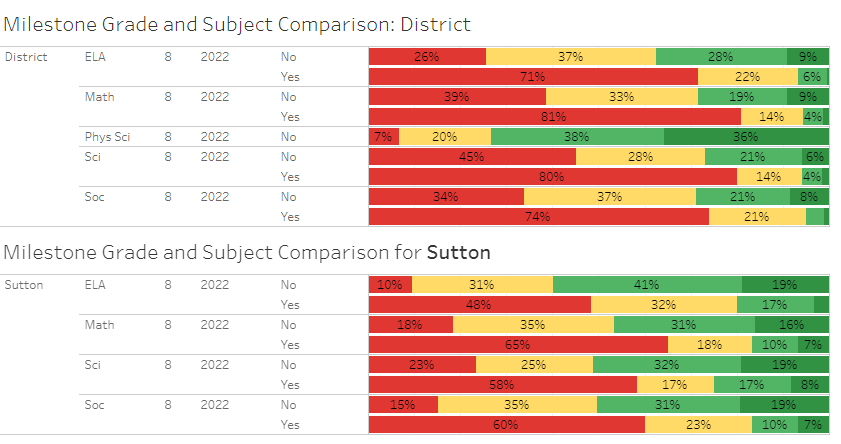 Milestone Grade and Subject Comparison: District
District ELA 8 2022 No 26% 37% 28% 9%
Yes 71% 22% 6%
Math 8 2022 No 39% 33% 19% 9%
Yes 81% 14% 4%
Phys Sci 8 2022 No 7% 20% 38% 36%
Sci 8 2022 No 45% 28% 21% 6%
Yes 80% 14% 4%
Soc 8 2022 No 34% 37% 21% 8%
Yes 74% 21%
Milestone Grade and Subject Comparison for Sutton
Sutton ELA 8 2022 No 10% 31% 41% 19%
Yes 48% 32% 17%
Math 8 2022 No 18% 35% 31% 16%
Yes 65% 18% 10% 7%
Sci 8 2022 No 23% 25% 32% 19%
Yes 58% 17% 17% 8%
Soc 8 2022 No 15% 35% 31% 19%
Yes 60% 23% 10% 7%